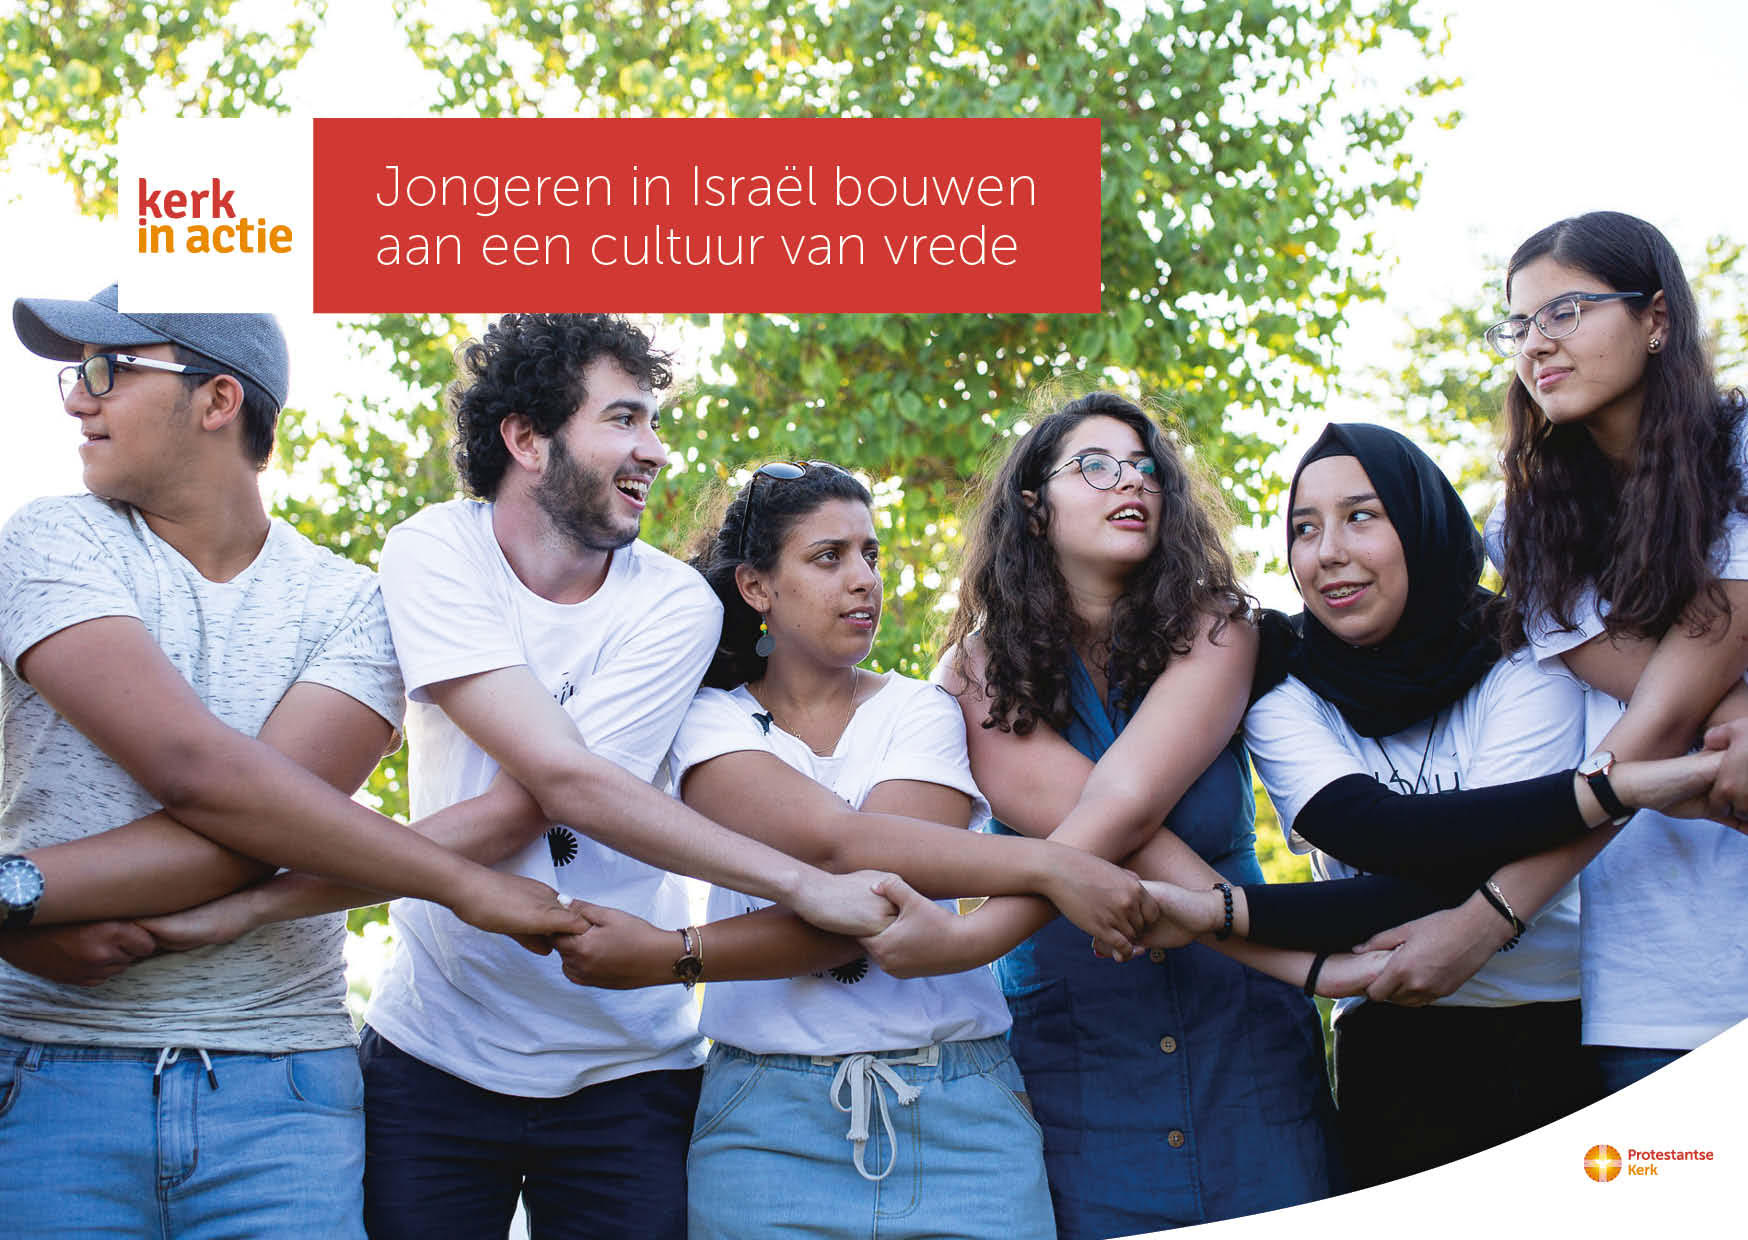 kerk
in actie
Jongeren in Israël bouwen
aan een cultuur van vrede
Protestantse
Kerk